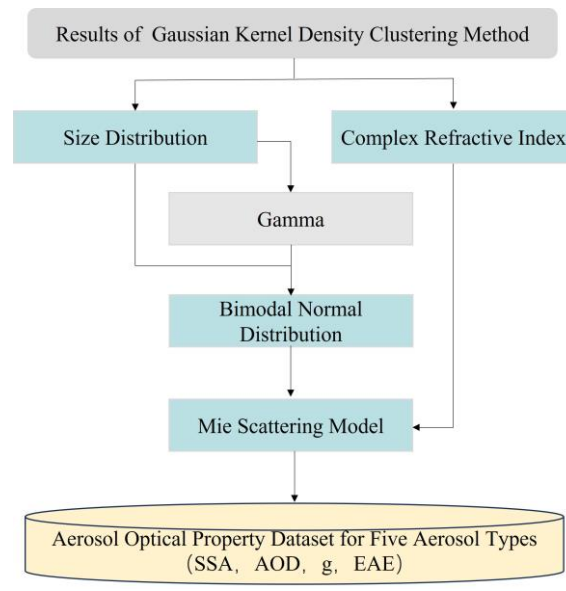 Results of Gaussian Kernel Density Clustering Method
Size Distribution
Complex Refractive Index
Gamma
Bimodal Normal
Distribution
Mie Scattering Model
Aerosol Optical Property Dataset for Five Aerosol Types
（SSA，AOD，g，EAE）